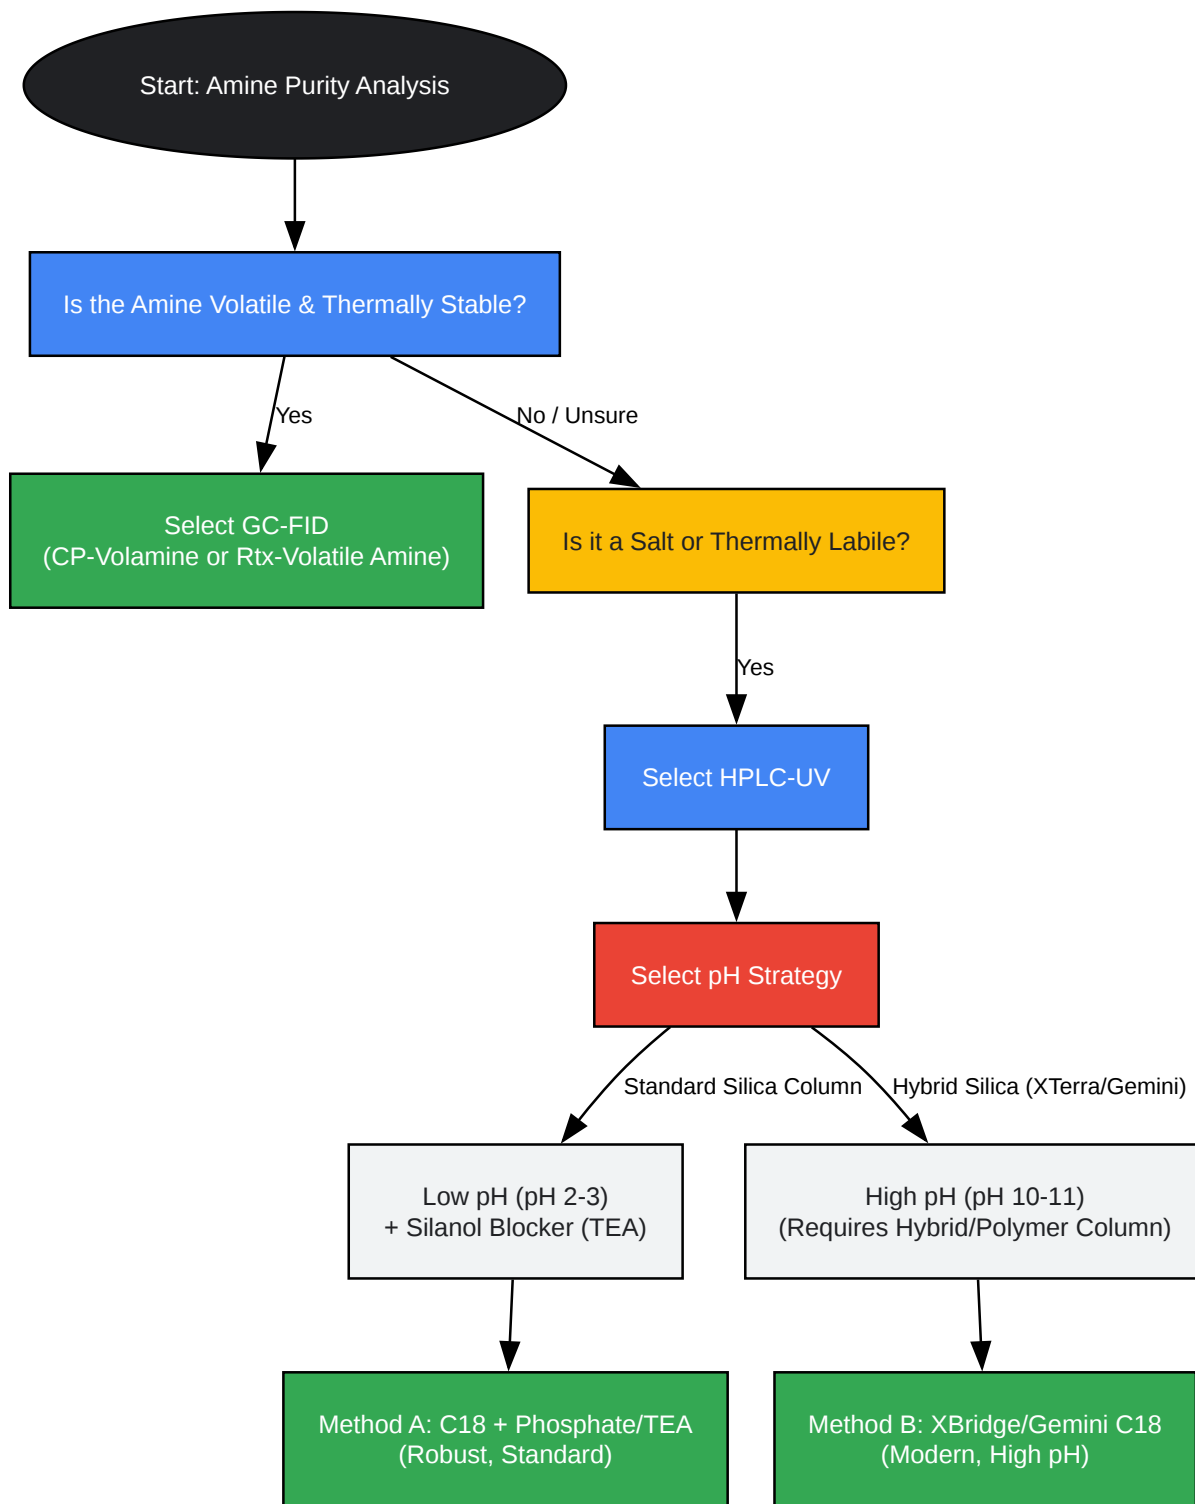 Start: Amine Purity Analysis
Is the Amine Volatile & Thermally Stable?
Yes
No / Unsure
Select GC-FID
(CP-Volamine or Rtx-Volatile Amine)
Is it a Salt or Thermally Labile?
Yes
Select HPLC-UV
Select pH Strategy
Standard Silica Column
Hybrid Silica (XTerra/Gemini)
Low pH (pH 2-3)
+ Silanol Blocker (TEA)
High pH (pH 10-11)
(Requires Hybrid/Polymer Column)
Method A: C18 + Phosphate/TEA
(Robust, Standard)
Method B: XBridge/Gemini C18
(Modern, High pH)